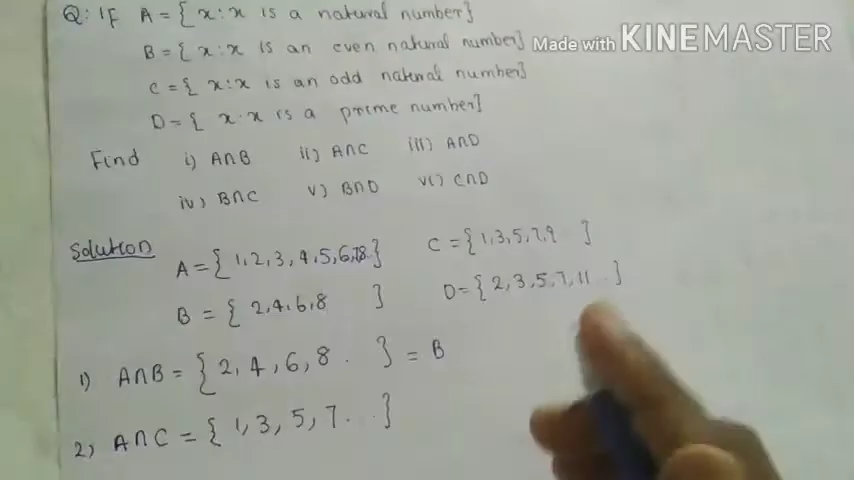 Q: IF A = { x : x is a natural number}
Made with KINEMASTER
B = { x : x is an even natural number}
C = { x : x is an odd natural number}
D = { x : x is a prime number}
Find i) A∩B ii) A∩C iii) A∩D
iv) B∩C v) B∩D vi) C∩D
Solution
A = { 1, 2, 3, 4, 5, 6, 7 8 } C = { 1, 3, 5, 7, 9 }
B = { 2, 4, 6, 8 } D = { 2, 3, 5, 7, 11 .. }
1) A∩B = { 2, 4, 6, 8 . } = B
2) A∩C = { 1, 3, 5, 7 . . }